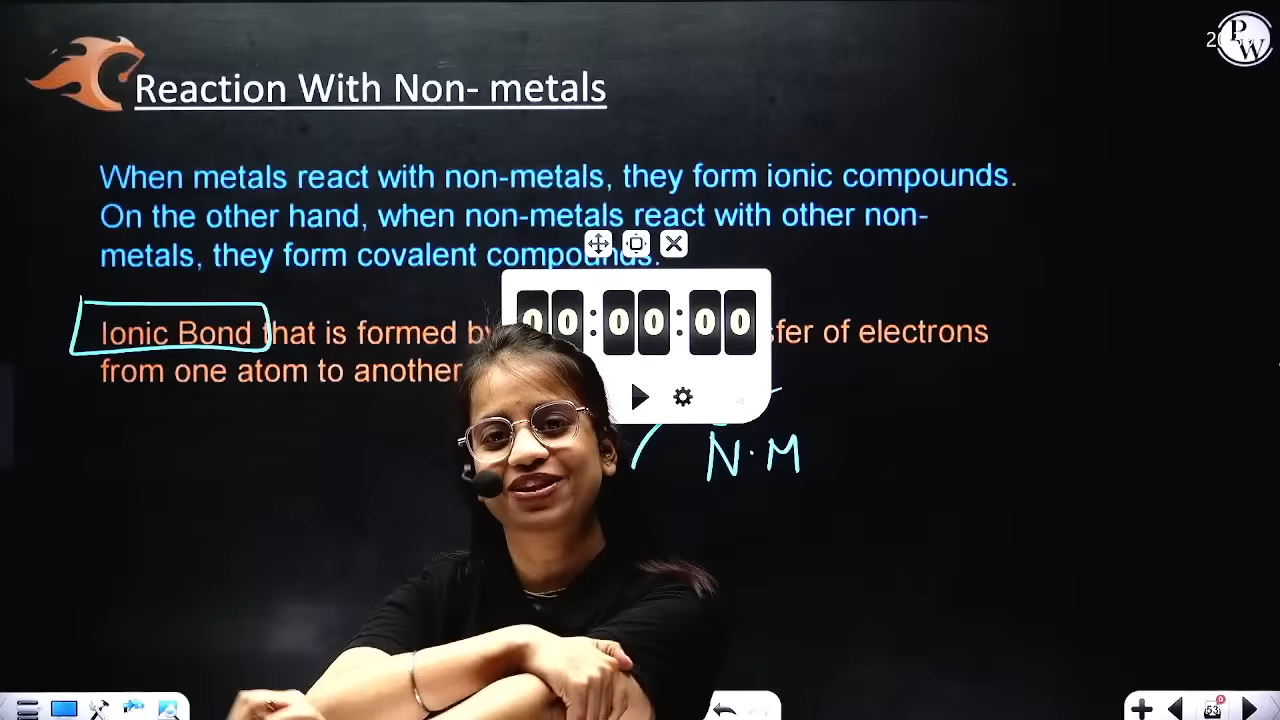 PW
Reaction With Non- metals
When metals react with non-metals, they form ionic compounds.
On the other hand, when non-metals react with other non-
metals, they form covalent compounds.
00:00:00
Ionic Bond that is formed by
of electrons
from one atom to another
N.M
53